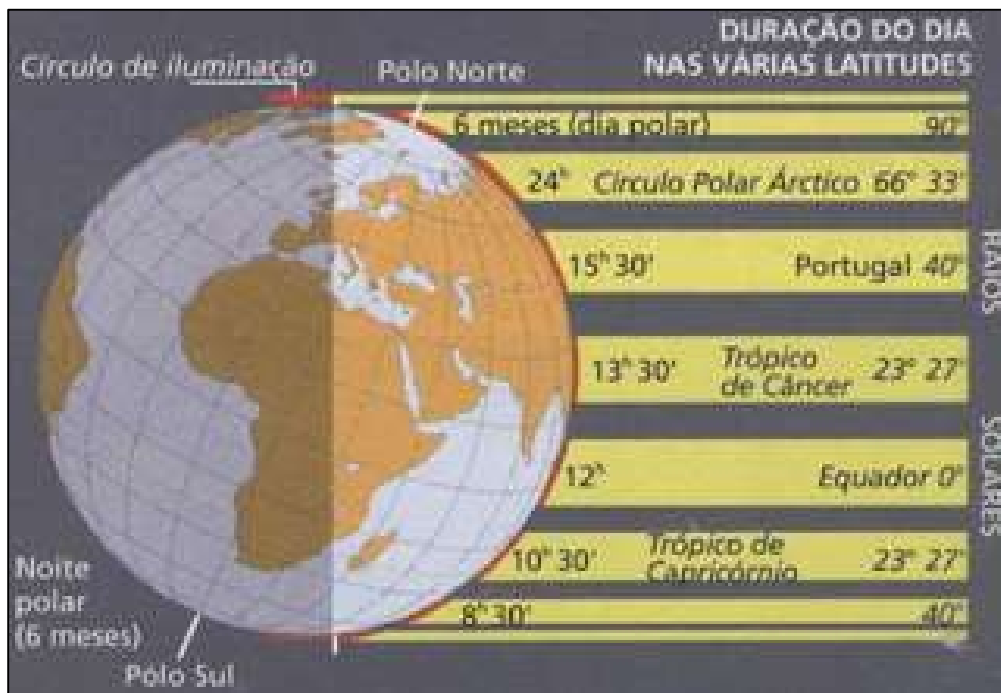 DURAÇÃO DO DIA
NAS VÁRIAS LATITUDES
Círculo de iluminação
Pólo Norte
6 meses (dia polar) 90°
24ʰ Círculo Polar Árctico 66° 33'
15ʰ 30' Portugal 40°
13ʰ 30' Trópico de Câncer 23° 27'
12ʰ Equador 0°
10ʰ 30' Trópico de Capricórnio 23° 27'
8ʰ 30' 40°
RAIOS SOLARES
Noite
polar
(6 meses)
Pólo Sul